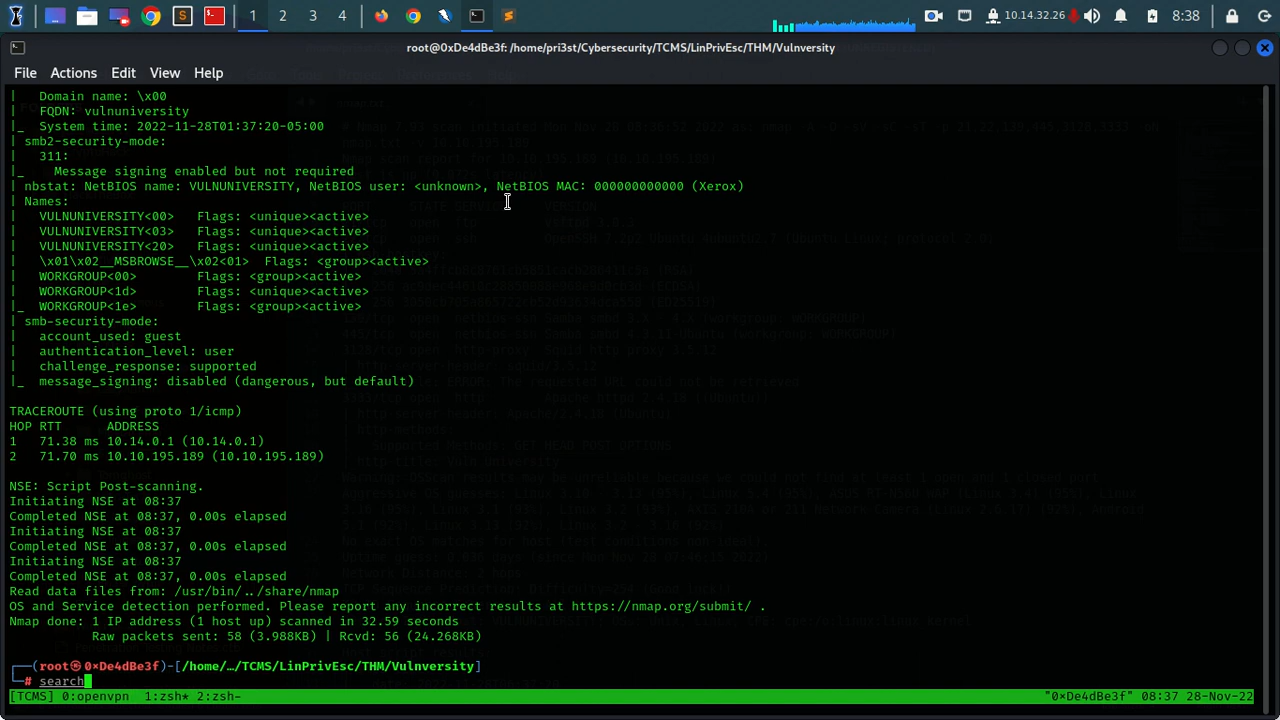 1 2 3 4 10.14.32.26 8:38
root@0xDe4dBe3f: /home/pri3st/Cybersecurity/TCMS/LinPrivEsc/THM/Vulnversity
File Actions Edit View Help
|   Domain name: \x00
|   FQDN: vulnuniversity
|_  System time: 2022-11-28T01:37:20-05:00
| smb2-security-mode:
|   311:
|_    Message signing enabled but not required
| nbstat: NetBIOS name: VULNUNIVERSITY, NetBIOS user: <unknown>, NetBIOS MAC: 000000000000 (Xerox)
| Names:
|   VULNUNIVERSITY<00>   Flags: <unique><active>
|   VULNUNIVERSITY<03>   Flags: <unique><active>
|   VULNUNIVERSITY<20>   Flags: <unique><active>
|   \x01\x02__MSBROWSE__\x02<01>  Flags: <group><active>
|   WORKGROUP<00>        Flags: <group><active>
|   WORKGROUP<1d>        Flags: <unique><active>
|_  WORKGROUP<1e>        Flags: <group><active>
| smb-security-mode:
|   account_used: guest
|   authentication_level: user
|   challenge_response: supported
|_  message_signing: disabled (dangerous, but default)
TRACEROUTE (using proto 1/icmp)
HOP RTT      ADDRESS
1   71.38 ms 10.14.0.1 (10.14.0.1)
2   71.70 ms 10.10.195.189 (10.10.195.189)
NSE: Script Post-scanning.
Initiating NSE at 08:37
Completed NSE at 08:37, 0.00s elapsed
Initiating NSE at 08:37
Completed NSE at 08:37, 0.00s elapsed
Initiating NSE at 08:37
Completed NSE at 08:37, 0.00s elapsed
Read data files from: /usr/bin/../share/nmap
OS and Service detection performed. Please report any incorrect results at https://nmap.org/submit/ .
Nmap done: 1 IP address (1 host up) scanned in 32.59 seconds
           Raw packets sent: 58 (3.988KB) | Rcvd: 56 (24.268KB)
┌──(root㉿0xDe4dBe3f)-[/home/…/TCMS/LinPrivEsc/THM/Vulnversity]
└─# search
[TCMS] 0:openvpn  1:zsh* 2:zsh- "0xDe4dBe3f" 08:37 28-Nov-22